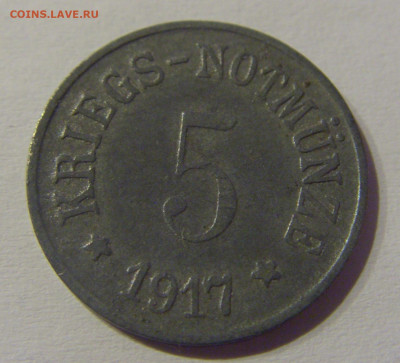 COINS.LAVE.RU
KRIEGS-NOTMÜNZE
5
1917